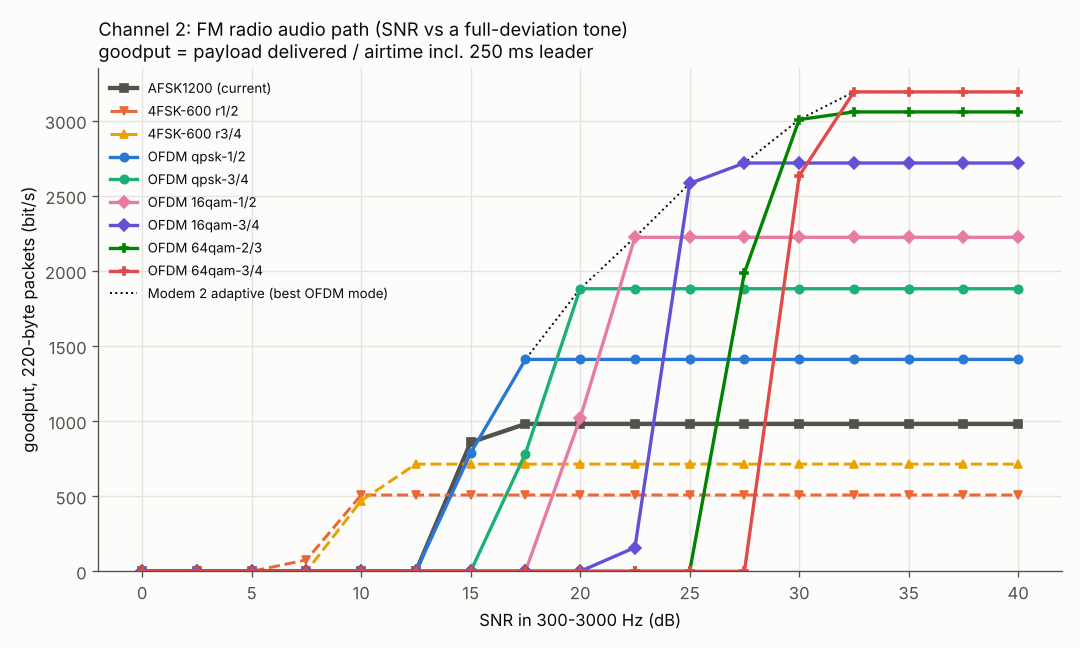 Channel 2: FM radio audio path (SNR vs a full-deviation tone)
goodput = payload delivered / airtime incl. 250 ms leader
AFSK1200 (current)
4FSK-600 r1/2
4FSK-600 r3/4
OFDM qpsk-1/2
OFDM qpsk-3/4
OFDM 16qam-1/2
OFDM 16qam-3/4
OFDM 64qam-2/3
OFDM 64qam-3/4
Modem 2 adaptive (best OFDM mode)
goodput, 220-byte packets (bit/s)
3000
2500
2000
1500
1000
500
0
0 5 10 15 20 25 30 35 40
SNR in 300-3000 Hz (dB)